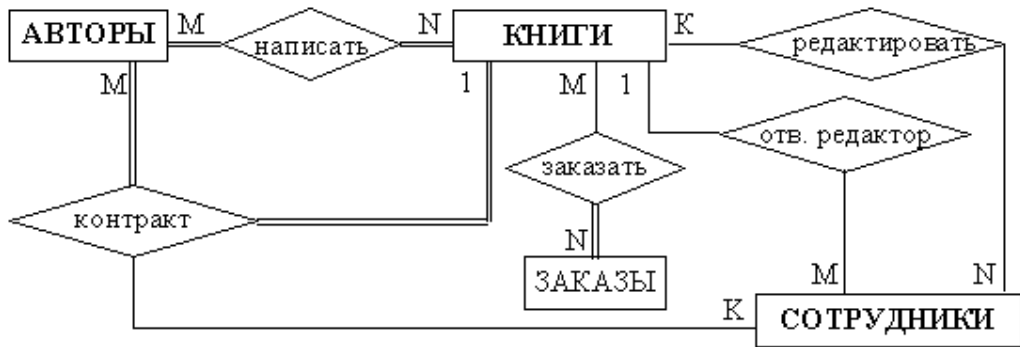 АВТОРЫ M написать N КНИГИ K редактировать
M 1 M 1
отв. редактор
заказать
контракт
N M N
ЗАКАЗЫ
K СОТРУДНИКИ